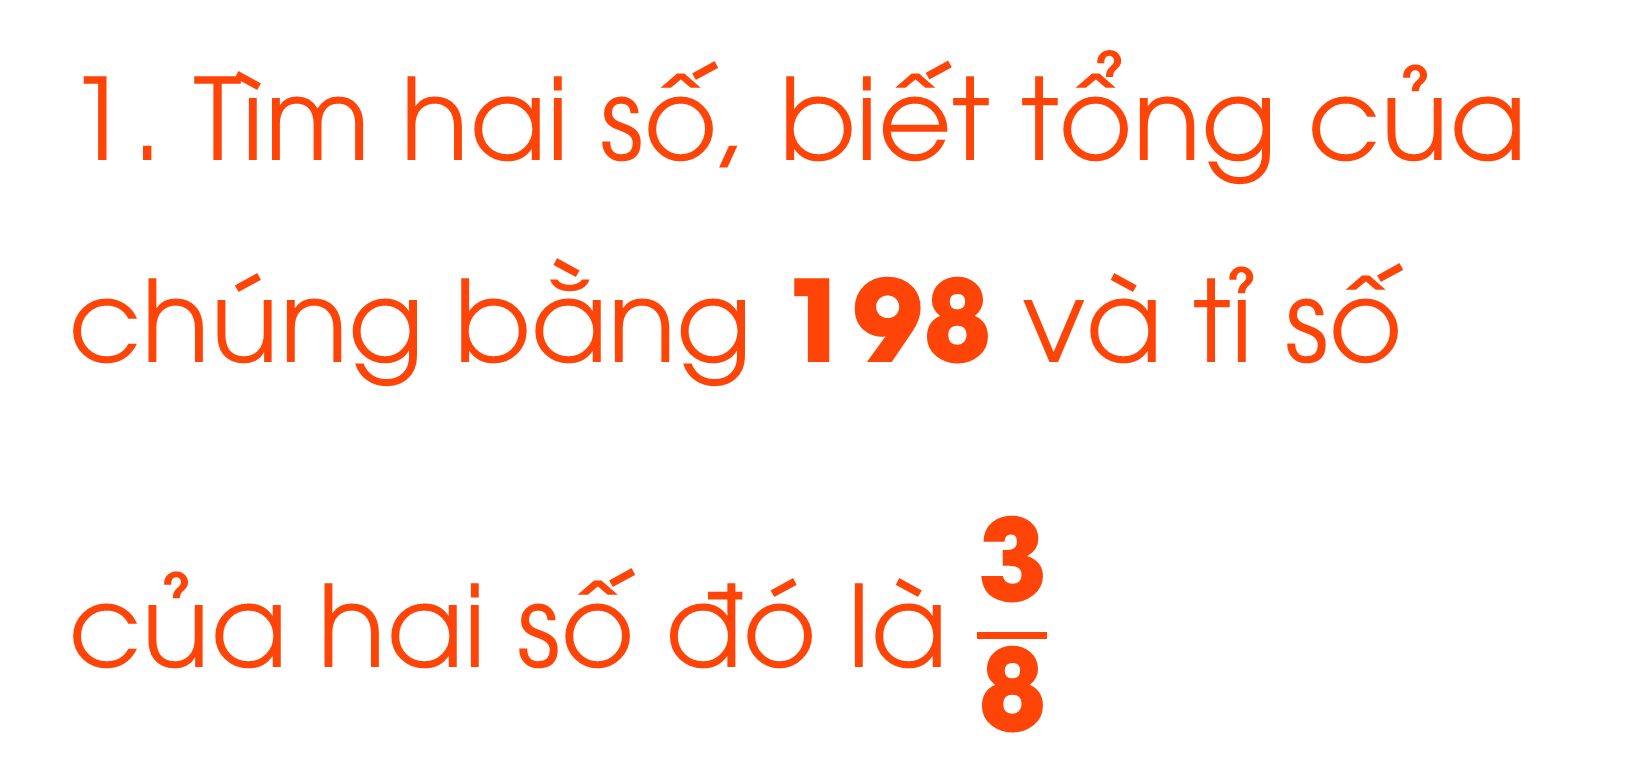 1. Tìm hai số, biết tổng của
chúng bằng 198 và tỉ số
của hai số đó là 3/8